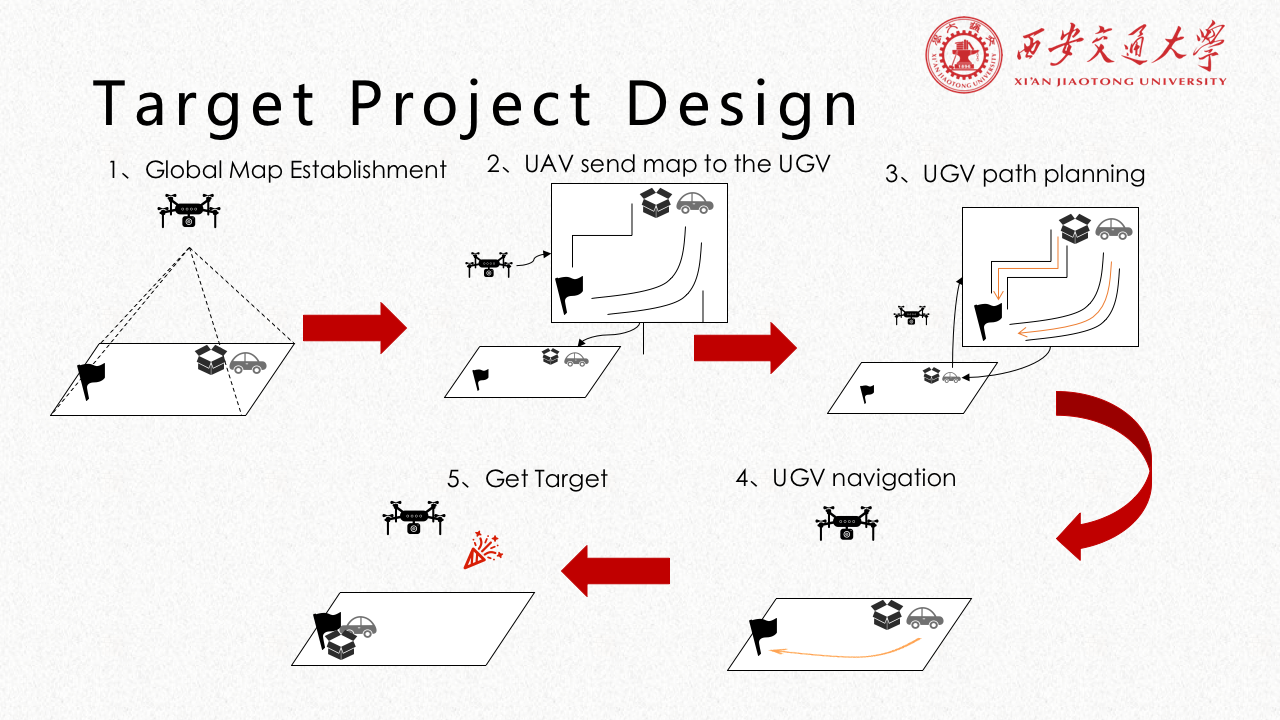 西安交通大学
XI'AN JIAOTONG UNIVERSITY
Target Project Design
1、Global Map Establishment
2、UAV send map to the UGV
3、UGV path planning
4、UGV navigation
5、Get Target